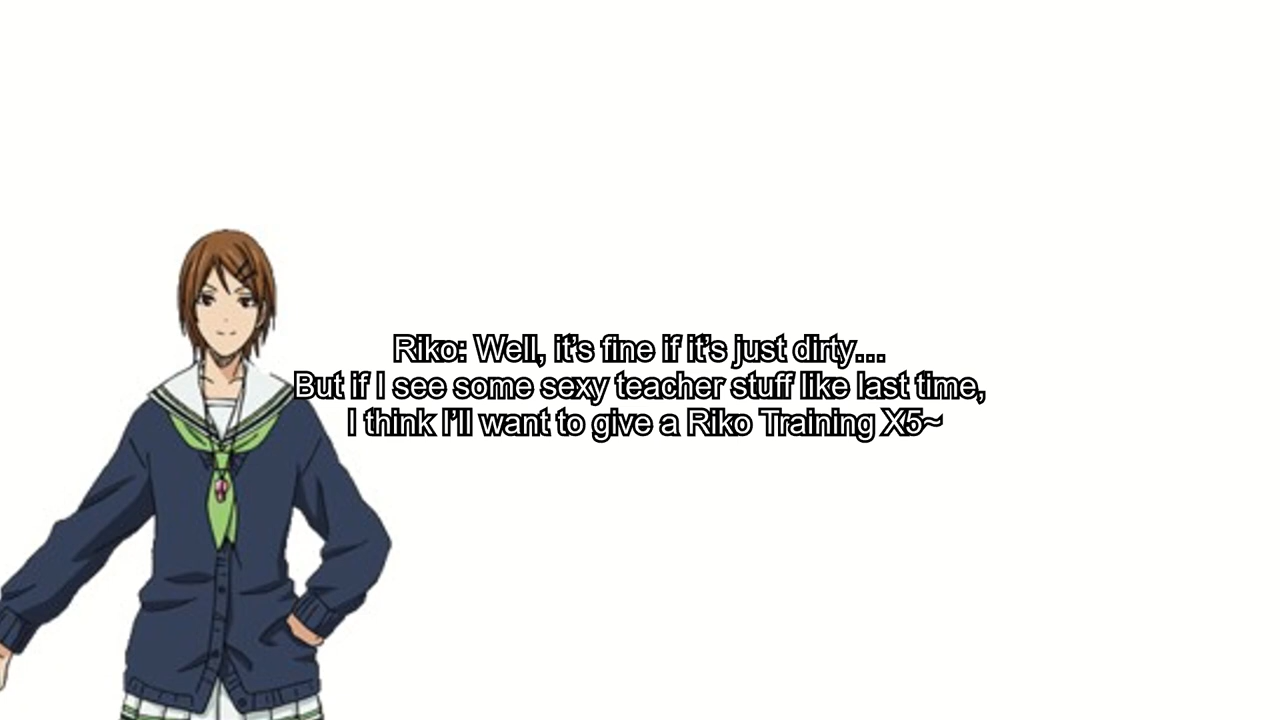 Riko: Well, it's fine if it's just dirty...
But if I see some sexy teacher stuff like last time,
I think I'll want to give a Riko Training X5~